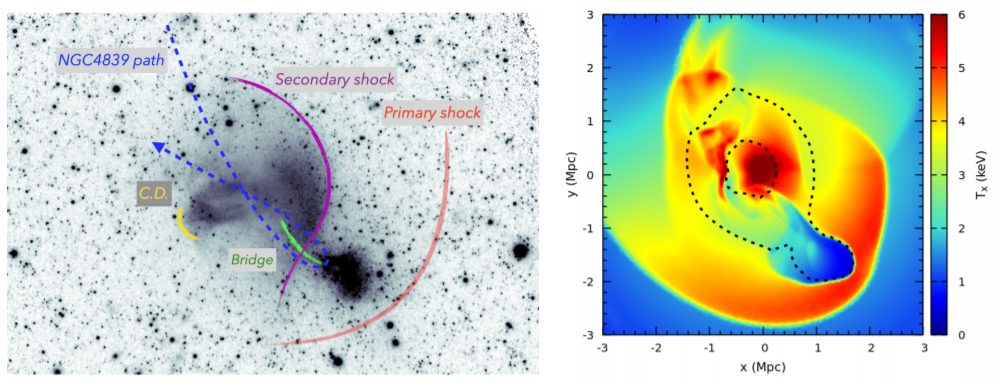 NGC4839 path
Secondary shock
Primary shock
C.D.
Bridge
3
2
1
0
-1
-2
-3
y (Mpc)
-3
-2
-1
0
1
2
3
x (Mpc)
6
5
4
3
2
1
0
Tx (keV)